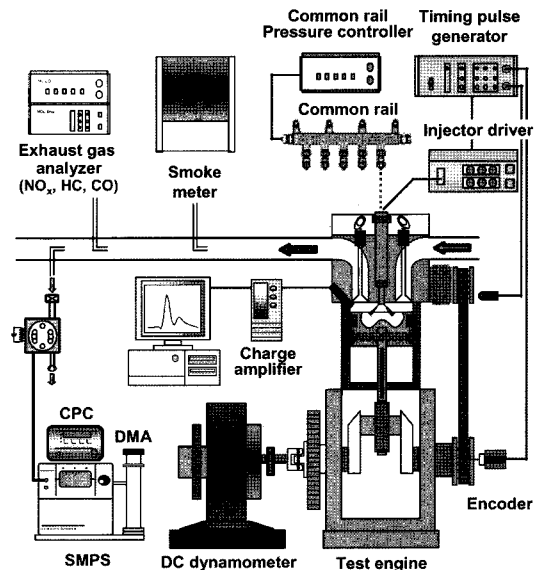 Common rail
Pressure controller
Timing pulse
generator
Common rail
Injector driver
Exhaust gas
analyzer
(NOx, HC, CO)
Smoke
meter
Charge
amplifier
CPC
DMA
Encoder
SMPS
DC dynamometer
Test engine